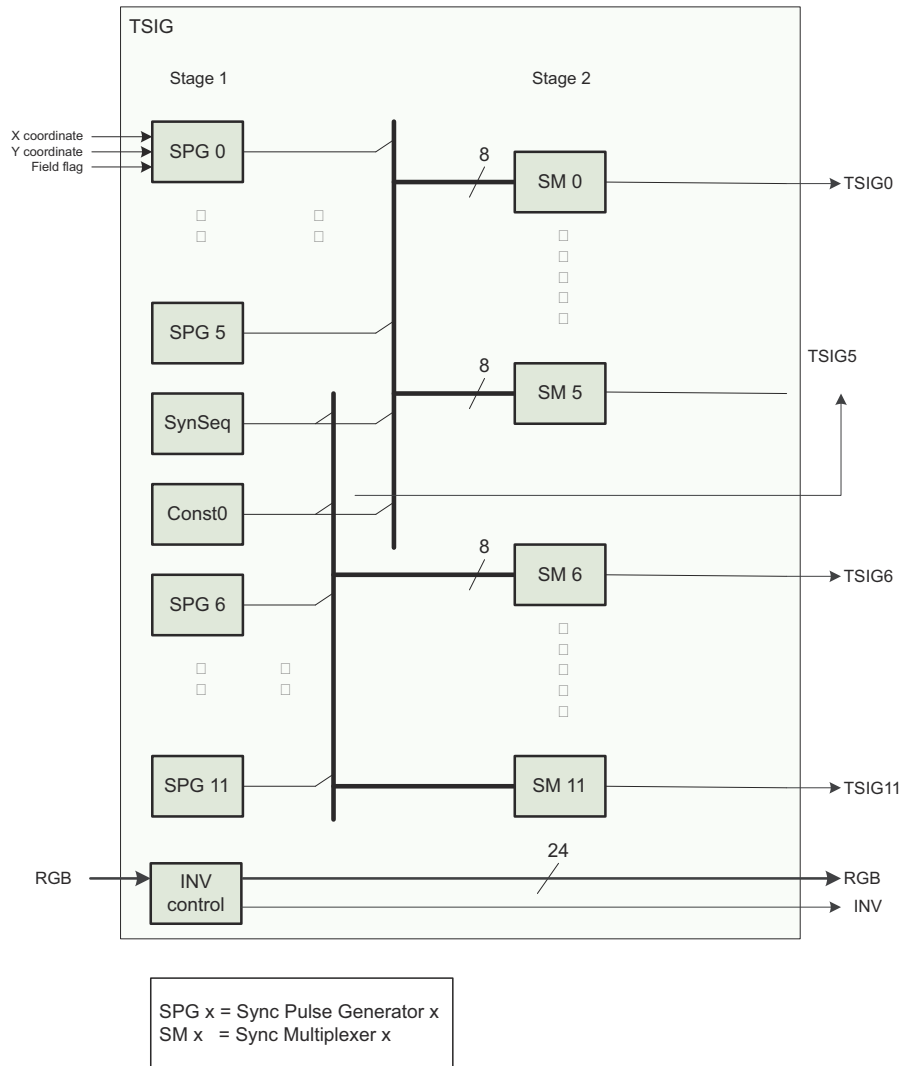 TSIG
Stage 1
Stage 2
X coordinate
Y coordinate
Field flag
SPG 0
8
SM 0
TSIG0
SPG 5
TSIG5
8
SM 5
SynSeq
Const0
8
SM 6
TSIG6
SPG 6
SPG 11
SM 11
TSIG11
24
RGB
INV
control
RGB
INV
SPG x = Sync Pulse Generator x
SM x = Sync Multiplexer x